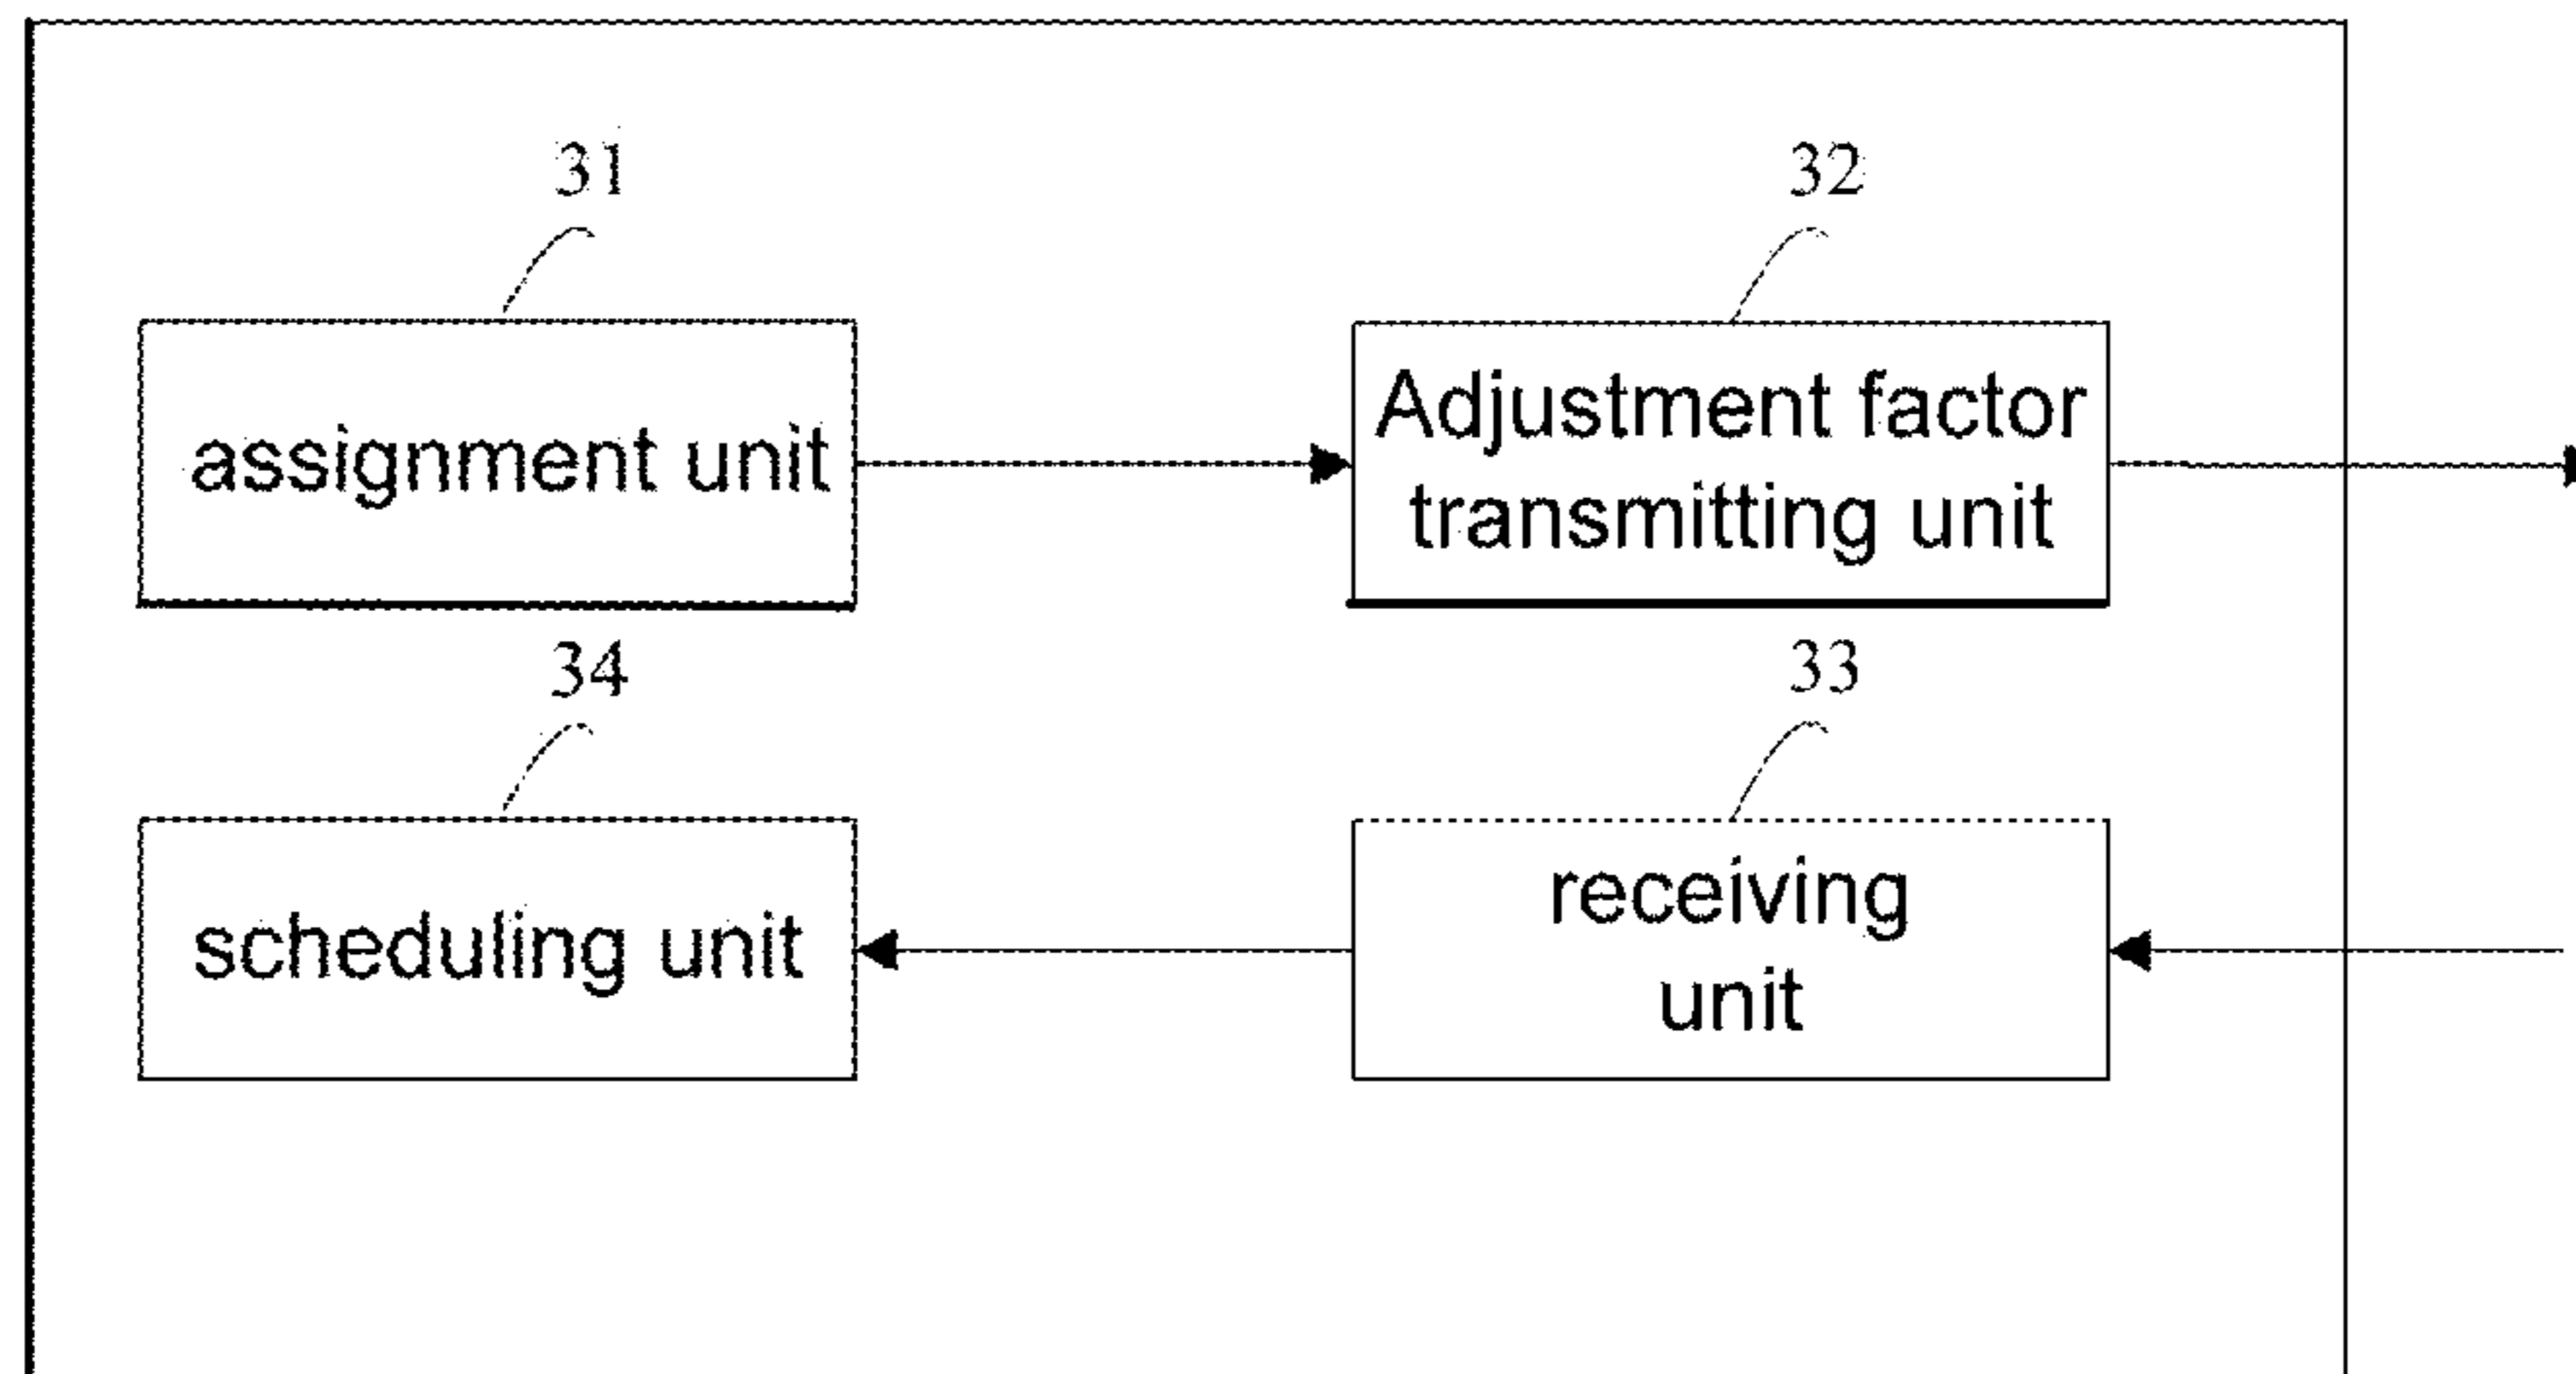 31
32
assignment unit
Adjustment factor
transmitting unit
34
33
scheduling unit
receiving
unit